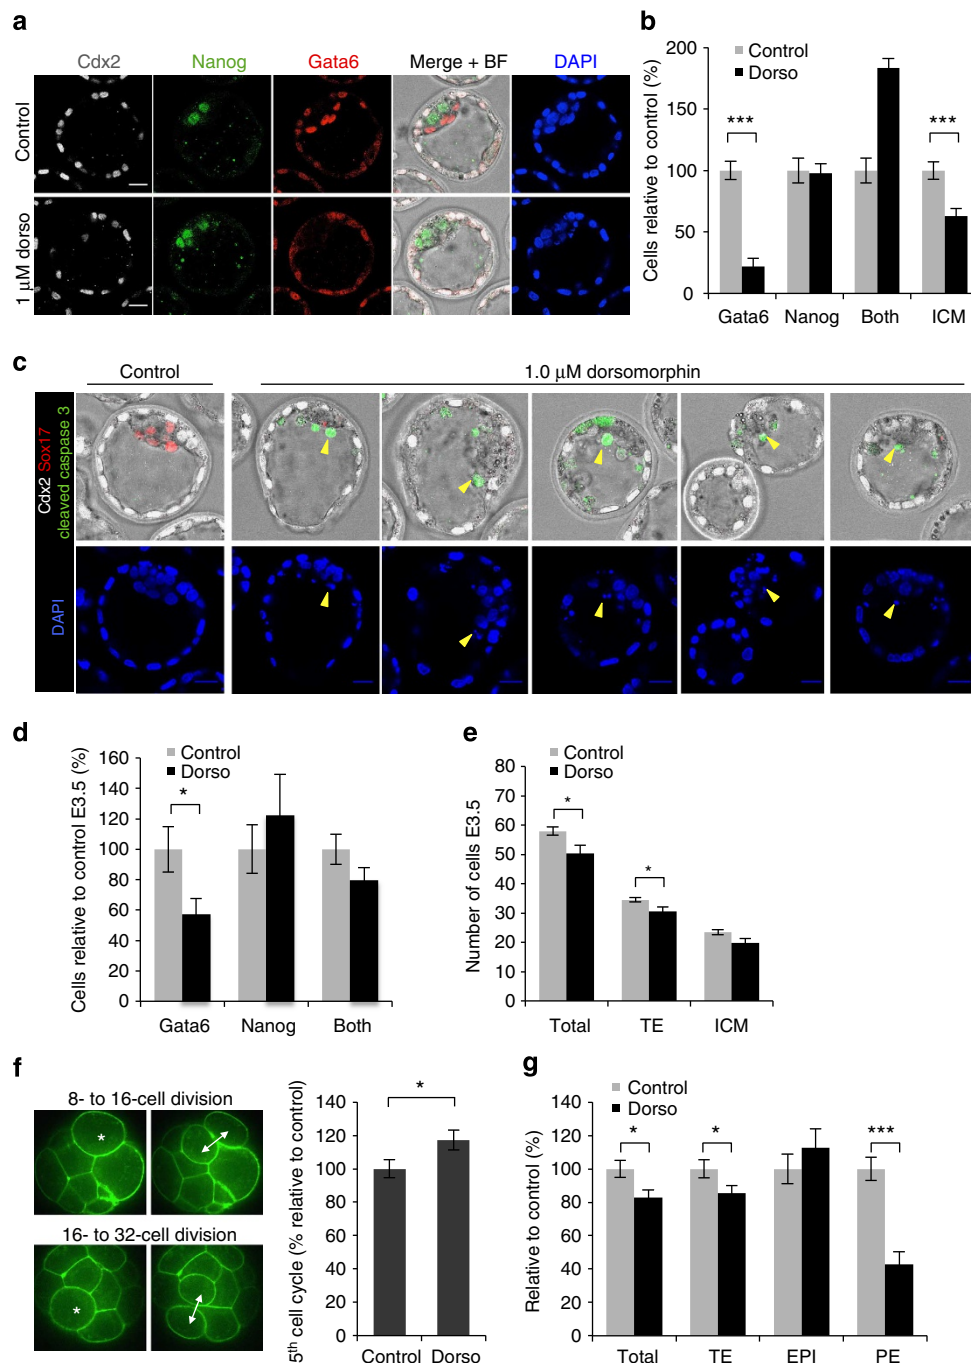 a
Cdx2 Nanog Gata6 Merge + BF DAPI
Control
1 µM dorso
b
Cells relative to control (%)
200
150
100
50
0
Control
Dorso
***
***
Gata6 Nanog Both ICM
c
Control
1.0 µM dorsomorphin
Cdx2 Sox17
cleaved caspase 3
DAPI
d
Cells relative to control E3.5 (%)
160
140
120
100
80
60
40
20
0
Control
Dorso
*
Gata6 Nanog Both
e
Number of cells E3.5
80
70
60
50
40
30
20
10
0
Control
Dorso
*
*
Total TE ICM
f
8- to 16-cell division
*
16- to 32-cell division
*
5th cell cycle (% relative to control)
140
120
100
80
60
40
20
0
*
Control Dorso
g
Relative to control (%)
140
120
100
80
60
40
20
0
Control
Dorso
*
*
***
Total TE EPI PE